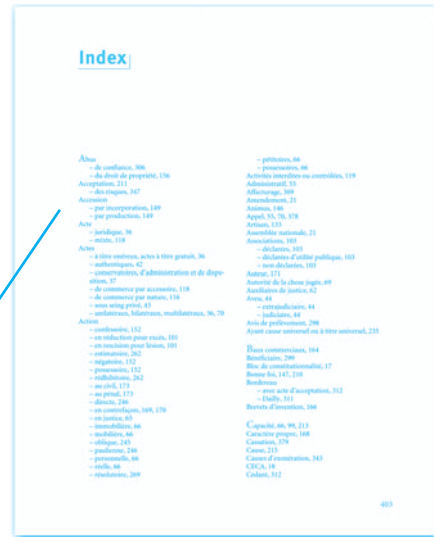 Index
Abus
– de confiance, 306
– du droit de propriété, 156
Acceptation, 211
– des risques, 347
Accession
– par incorporation, 149
– par production, 149
Acte
– juridique, 36
– mixte, 118
Actes
– à titre onéreux, actes à titre gratuit, 36
– authentiques, 42
– conservatoires, d'administration et de dispo-
sition, 37
– de commerce par accessoire, 118
– de commerce par nature, 116
– sous seing privé, 43
– unilatéraux, bilatéraux, multilatéraux, 36, 70
Action
– confessoire, 152
– en réduction pour excès, 101
– en rescision pour lésion, 101
– estimatoire, 262
– négatoire, 152
– possessoire, 152
– rédhibitoire, 262
– au civil, 173
– au pénal, 173
– directe, 246
– en contrefaçon, 169, 170
– en justice, 65
– immobilière, 66
– mobilière, 66
– oblique, 245
– paulienne, 246
– personnelle, 66
– réelle, 66
– résolutoire, 269
– pétitoires, 66
– possessoires, 66
Activités interdites ou contrôlées, 119
Administratif, 55
Affacturage, 309
Amendement, 21
Animus, 146
Appel, 55, 70, 378
Artisan, 135
Assemblée nationale, 21
Associations, 103
– déclarées, 103
– déclarées d'utilité publique, 103
– non déclarées, 103
Auteur, 171
Autorité de la chose jugée, 69
Auxiliaires de justice, 62
Aveu, 44
– extrajudiciaire, 44
– judiciaire, 44
Avis de prélèvement, 298
Ayant cause universel ou à titre universel, 235
Baux commerciaux, 164
Bénéficiaire, 290
Bloc de constitutionnalité, 17
Bonne foi, 147, 210
Bordereau
– avec acte d'acceptation, 312
– Dailly, 311
Brevets d'invention, 166
Capacité, 66, 99, 213
Caractère propre, 168
Cassation, 379
Cause, 215
Causes d'exonération, 343
CECA, 18
Cédant, 312
403